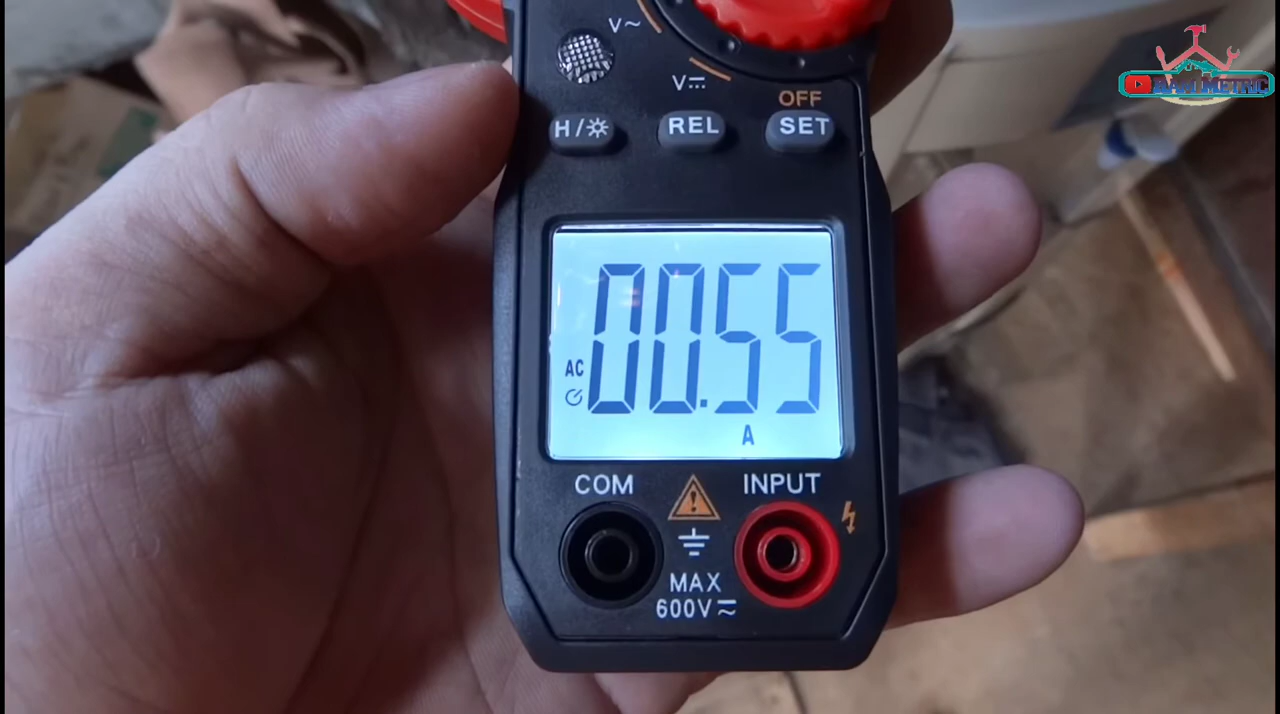 V~
V⎓
OFF
H/☼ REL SET
00.55
AC
A
COM INPUT
MAX
600V⎓